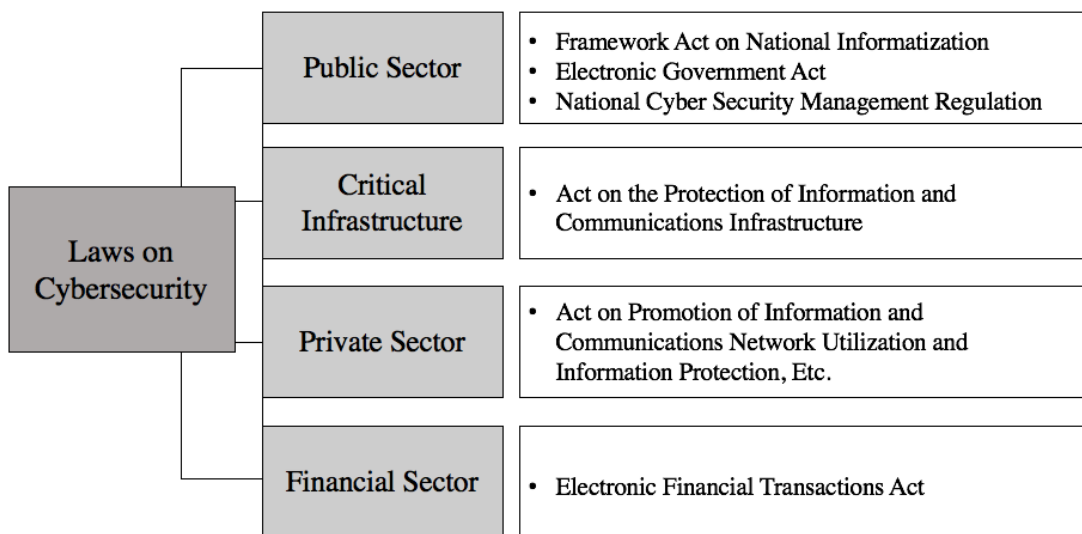 Laws on
Cybersecurity
Public Sector
• Framework Act on National Informatization
• Electronic Government Act
• National Cyber Security Management Regulation
Critical
Infrastructure
• Act on the Protection of Information and
Communications Infrastructure
Private Sector
• Act on Promotion of Information and
Communications Network Utilization and
Information Protection, Etc.
Financial Sector
• Electronic Financial Transactions Act